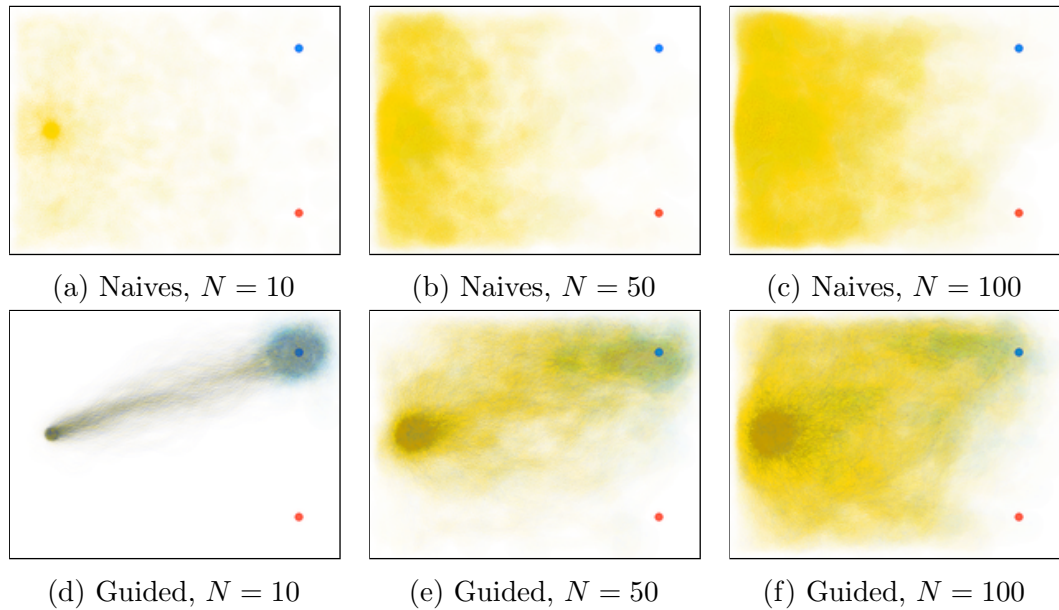 (a) Naives, N = 10
(b) Naives, N = 50
(c) Naives, N = 100
(d) Guided, N = 10
(e) Guided, N = 50
(f) Guided, N = 100